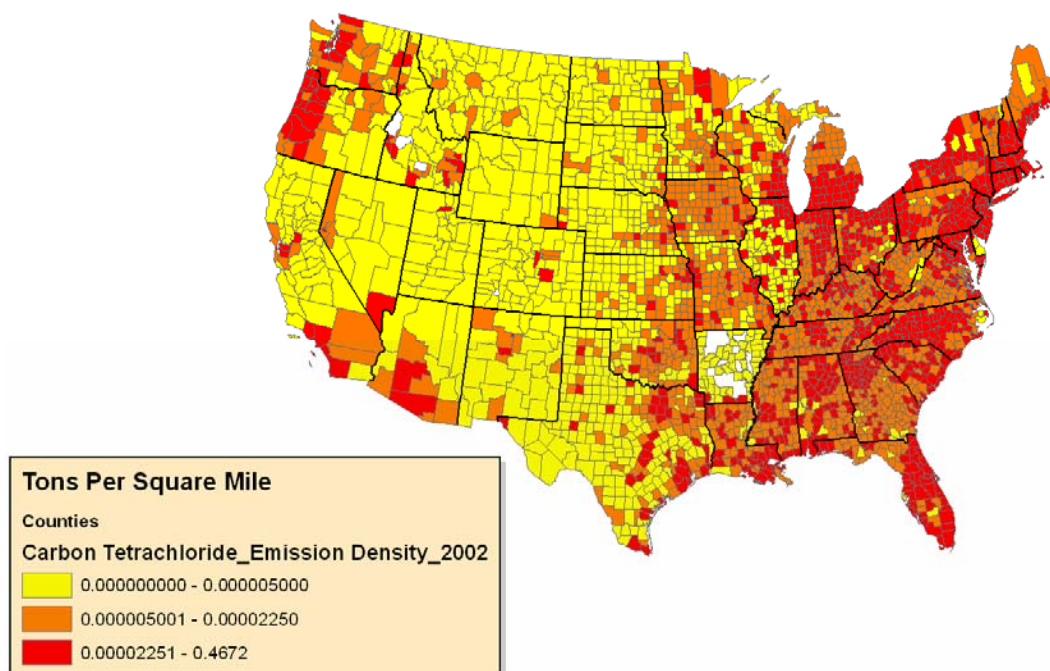 Tons Per Square Mile
Counties
Carbon Tetrachloride_Emission Density_2002
0.000000000 - 0.000005000
0.000005001 - 0.00002250
0.00002251 - 0.4672